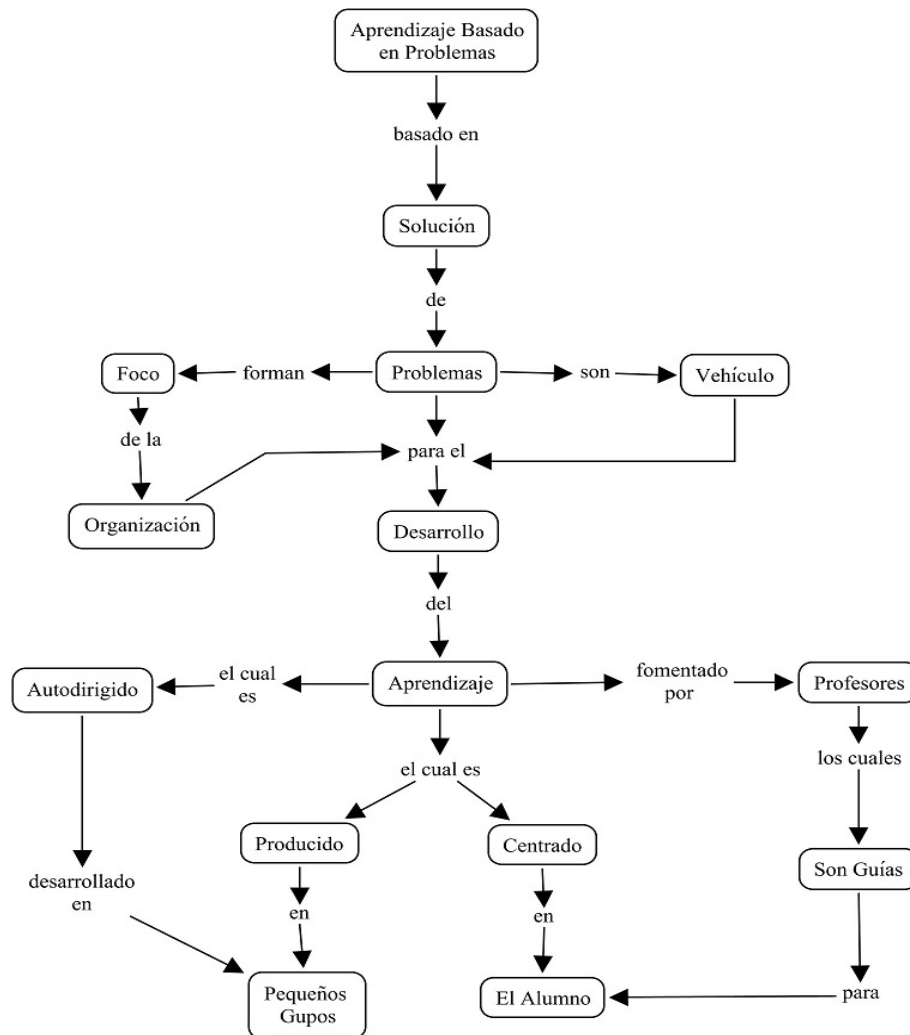 Aprendizaje Basado
en Problemas
basado en
Solución
de
Foco
forman
Problemas
son
Vehículo
de la
para el
Organización
Desarrollo
del
Autodirigido
el cual
es
Aprendizaje
fomentado
por
Profesores
el cual es
los cuales
Producido
Centrado
Son Guías
desarrollado
en
en
en
Pequeños
Gupos
El Alumno
para